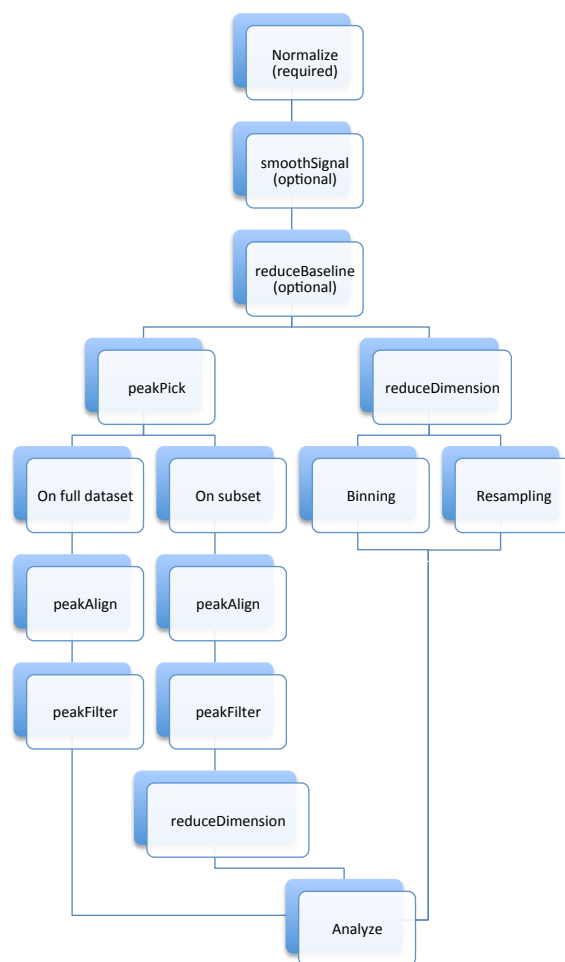 Normalize
(required)
smoothSignal
(optional)
reduceBaseline
(optional)
peakPick
reduceDimension
On full dataset
On subset
Binning
Resampling
peakAlign
peakAlign
peakFilter
peakFilter
reduceDimension
Analyze